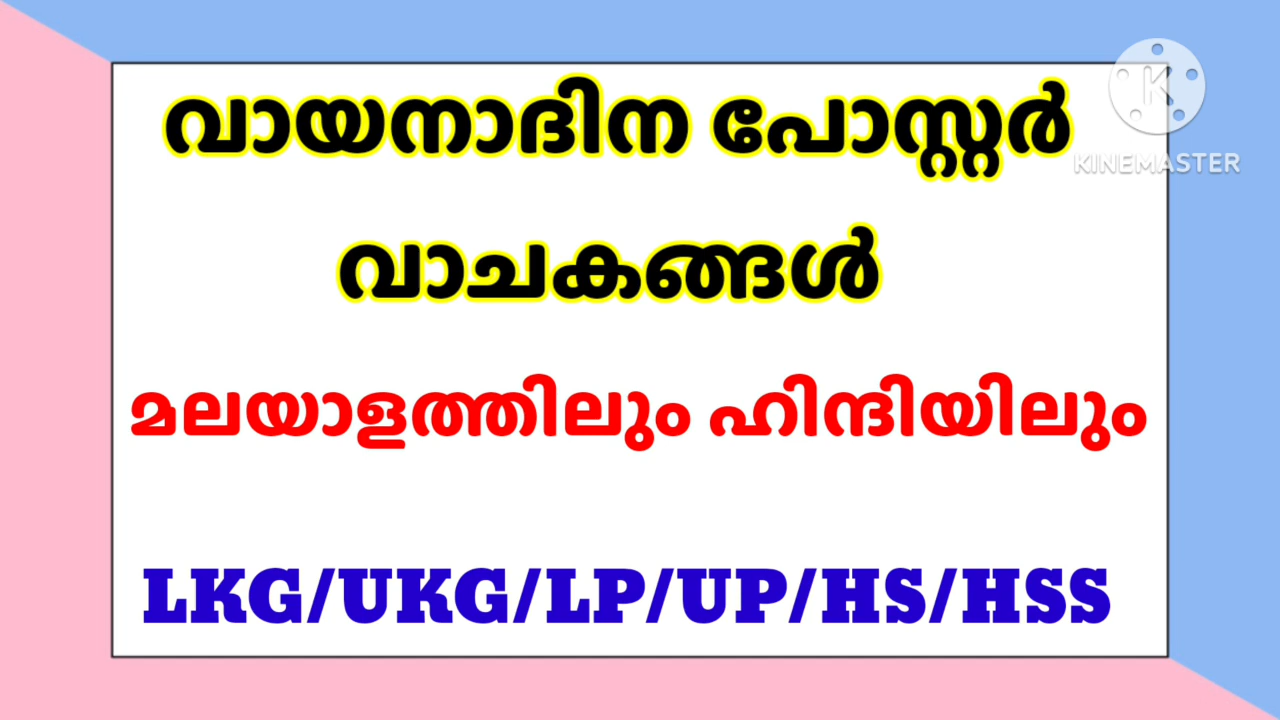 വായനാദിന പോസ്റ്റർ
K
KINEMASTER
വാചകങ്ങൾ
മലയാളത്തിലും ഹിന്ദിയിലും
LKG/UKG/LP/UP/HS/HSS